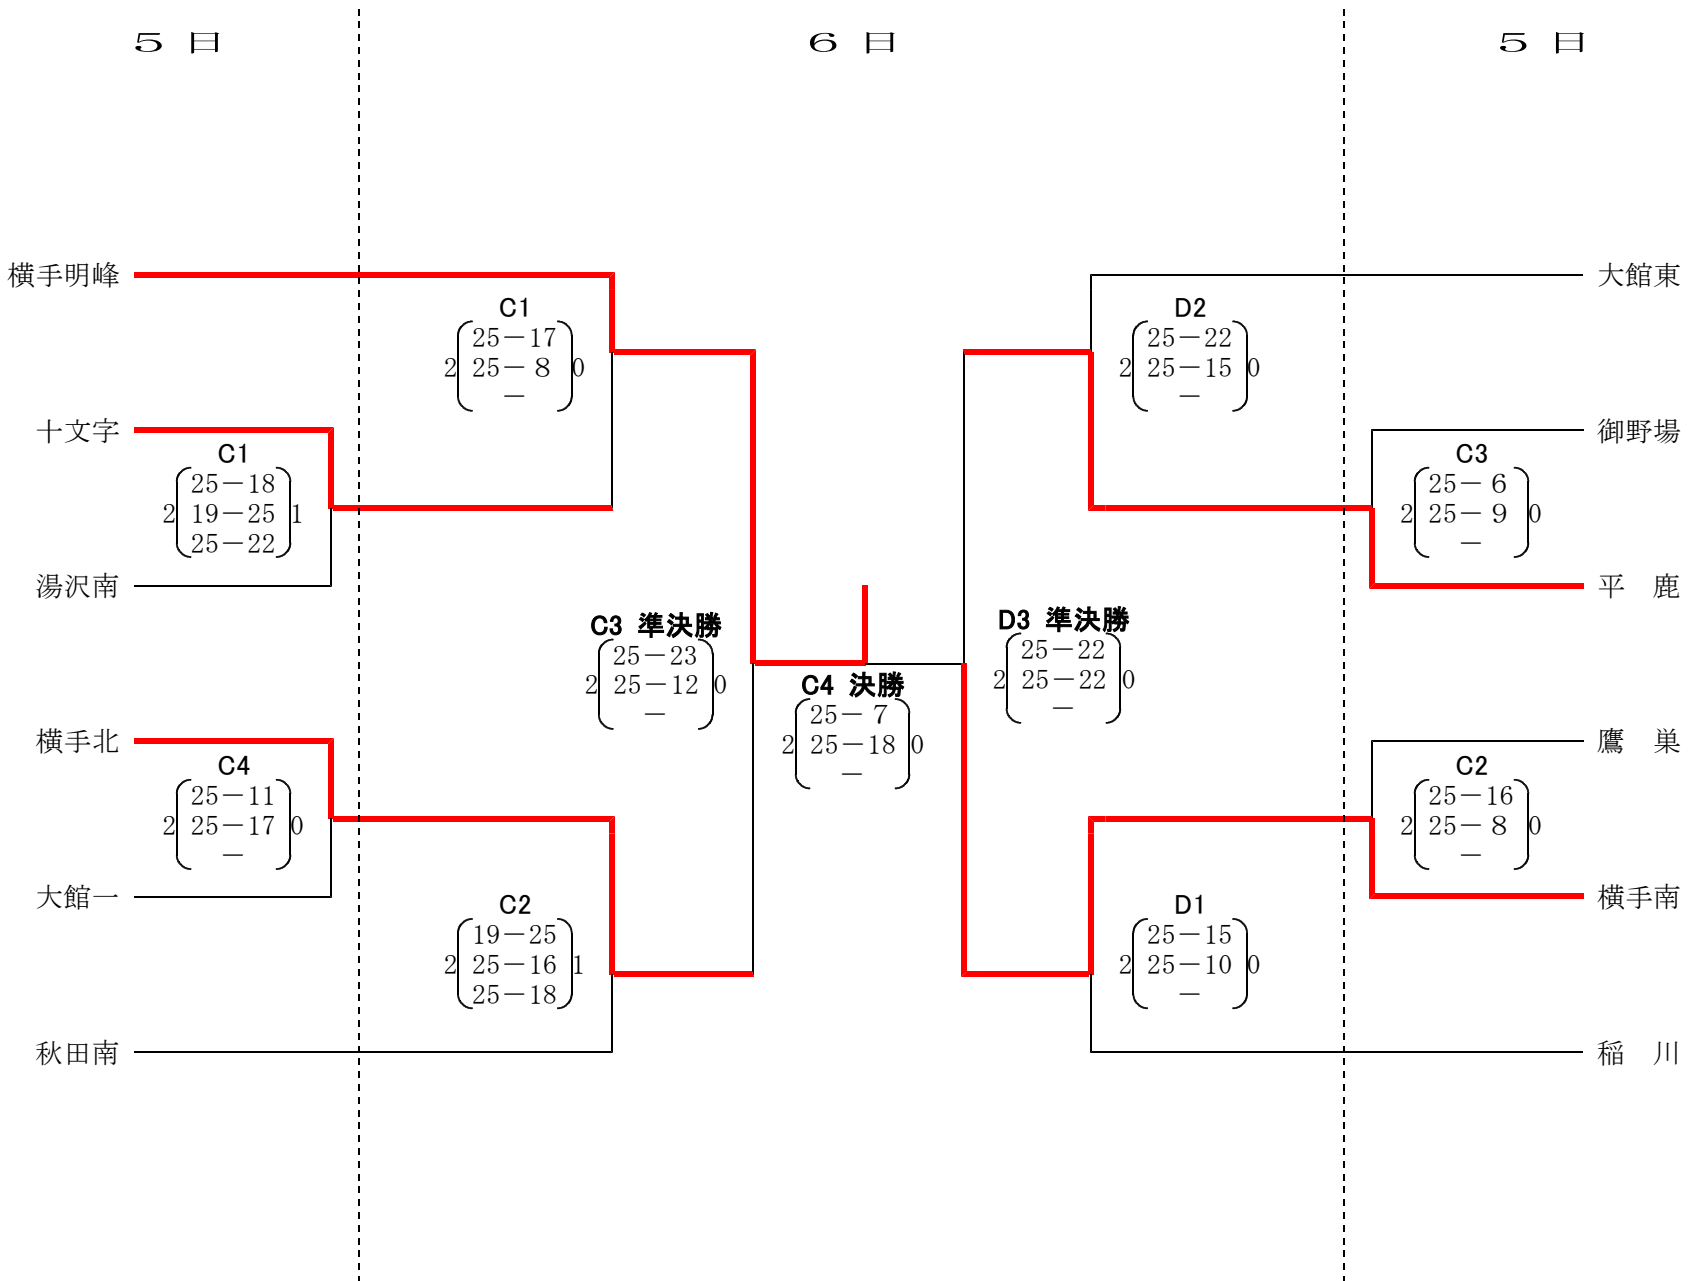 ５ 日
６ 日
５ 日
横手明峰
大館東
C1
25－17
2 25－ 8 0
－
D2
25－22
2 25－15 0
－
十文字
御野場
C1
25－18
2 19－25 1
25－22
C3
25－ 6
2 25－ 9 0
－
湯沢南
平　鹿
C3 準決勝
25－23
2 25－12 0
－
D3 準決勝
25－22
2 25－22 0
－
C4 決勝
25－ 7
2 25－18 0
－
横手北
鷹　巣
C4
25－11
2 25－17 0
－
C2
25－16
2 25－ 8 0
－
大館一
横手南
C2
19－25
2 25－16 1
25－18
D1
25－15
2 25－10 0
－
秋田南
稲　川